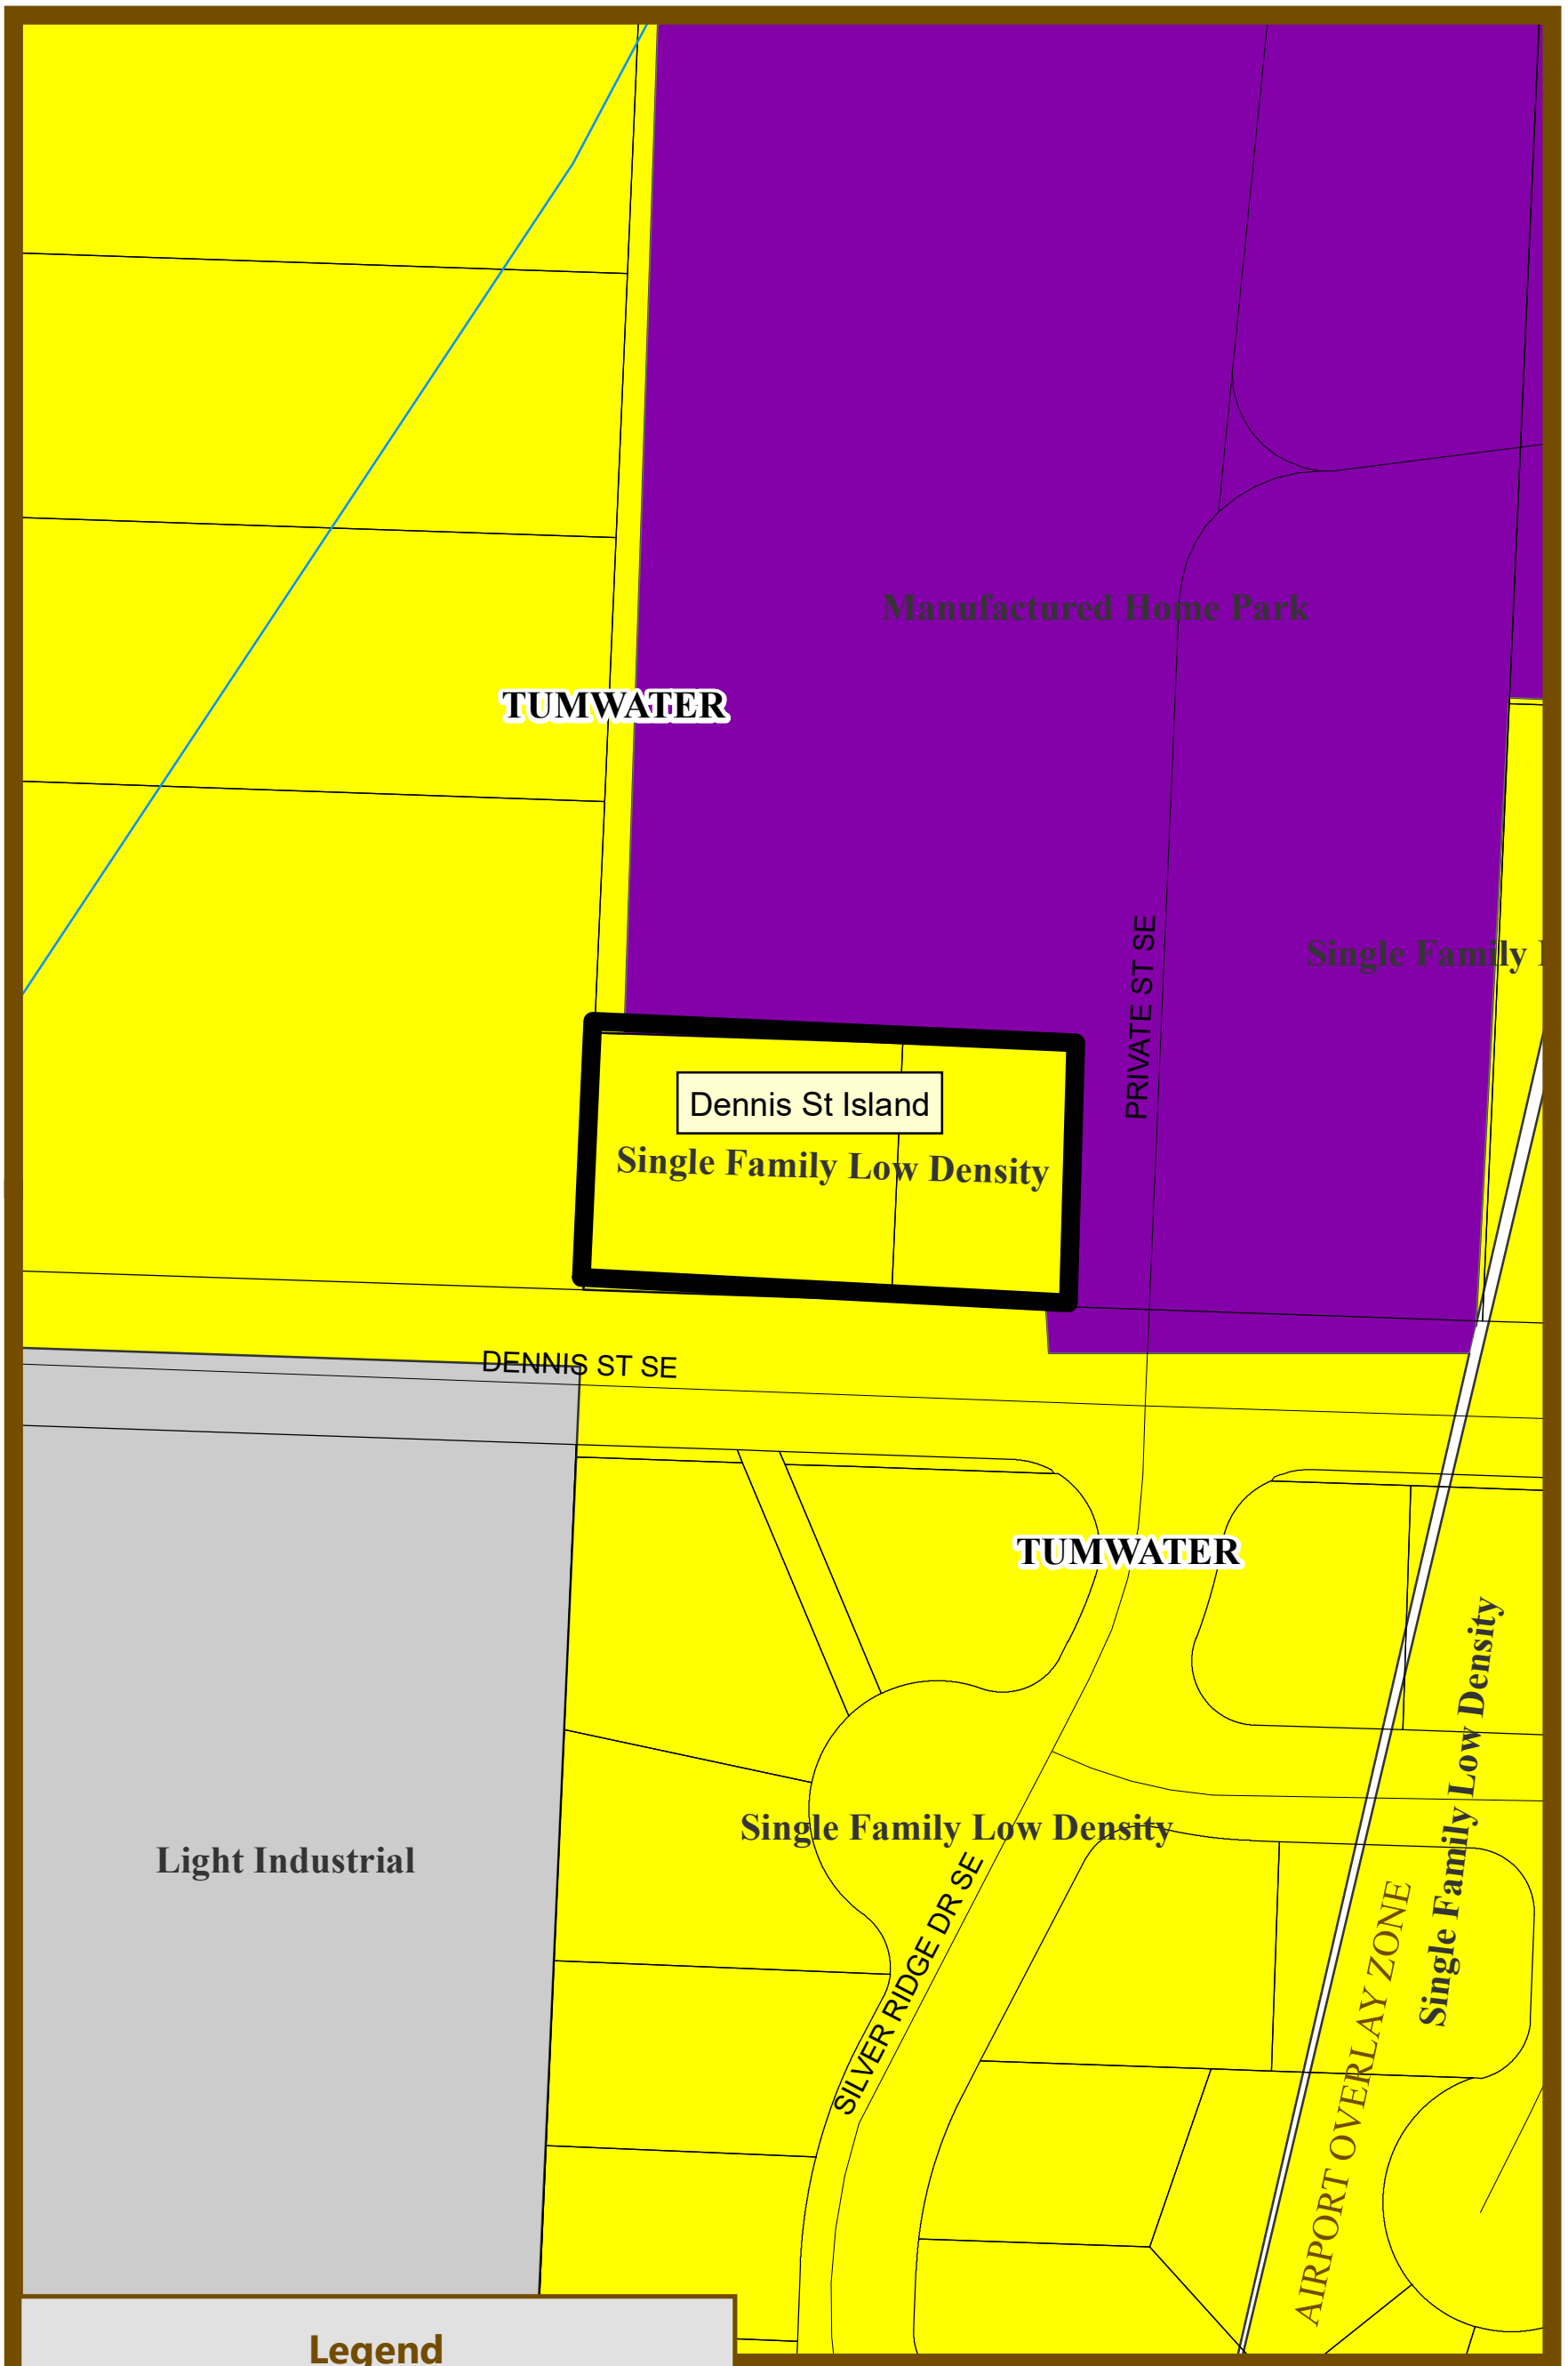 Manufactured Home Park
TUMWATER
Single Family
PRIVATE ST SE
Dennis St Island
Single Family Low Density
DENNIS ST SE
TUMWATER
Single Family Low Density
Single Family Low Density
Light Industrial
SILVER RIDGE DR SE
AIRPORT OVERLAY ZONE
Legend